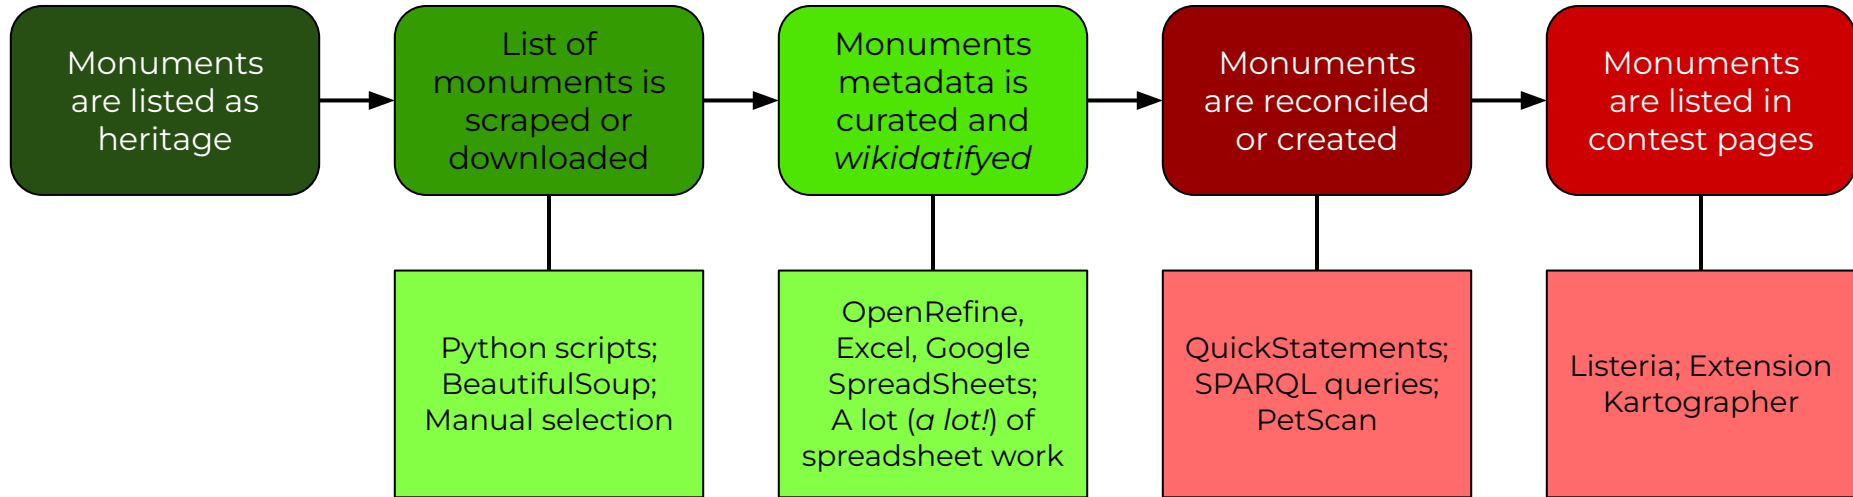 Monuments
are listed as
heritage
List of
monuments is
scraped or
downloaded
Monuments
metadata is
curated and
wikidatifyed
Monuments
are reconciled
or created
Monuments
are listed in
contest pages
Python scripts;
BeautifulSoup;
Manual selection
OpenRefine,
Excel, Google
SpreadSheets;
A lot (a lot!) of
spreadsheet work
QuickStatements;
SPARQL queries;
PetScan
Listeria; Extension
Kartographer